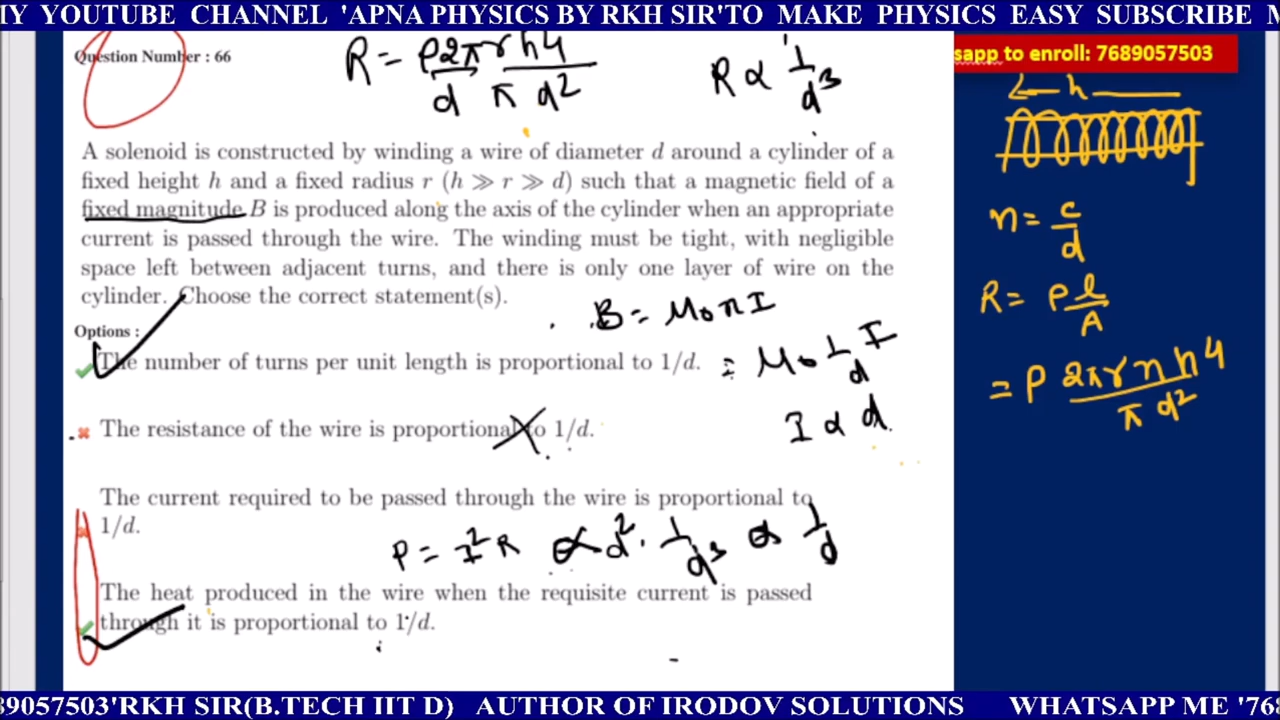 MY YOUTUBE CHANNEL 'APNA PHYSICS BY RKH SIR'TO MAKE PHYSICS EASY SUBSCRIBE M
sapp to enroll: 7689057503
Question Number : 66
R = ρ2πr h4 / d π d²
R ∝ 1/d³
A solenoid is constructed by winding a wire of diameter d around a cylinder of a
fixed height h and a fixed radius r (h ≫ r ≫ d) such that a magnetic field of a
fixed magnitude B is produced along the axis of the cylinder when an appropriate
current is passed through the wire. The winding must be tight, with negligible
space left between adjacent turns, and there is only one layer of wire on the
cylinder. Choose the correct statement(s).
Options :
B = μ₀nI
The number of turns per unit length is proportional to 1/d.
= μ₀ 1/d I
The resistance of the wire is proportional to 1/d.
I ∝ d
The current required to be passed through the wire is proportional to
1/d.
P = I²R ∝ d². 1/d³ ∝ 1/d
The heat produced in the wire when the requisite current is passed
through it is proportional to 1/d.
h
n = c/d
R = ρ l/A
= ρ 2πr n h 4 / π d²
89057503'RKH SIR(B.TECH IIT D) AUTHOR OF IRODOV SOLUTIONS WHATSAPP ME '768